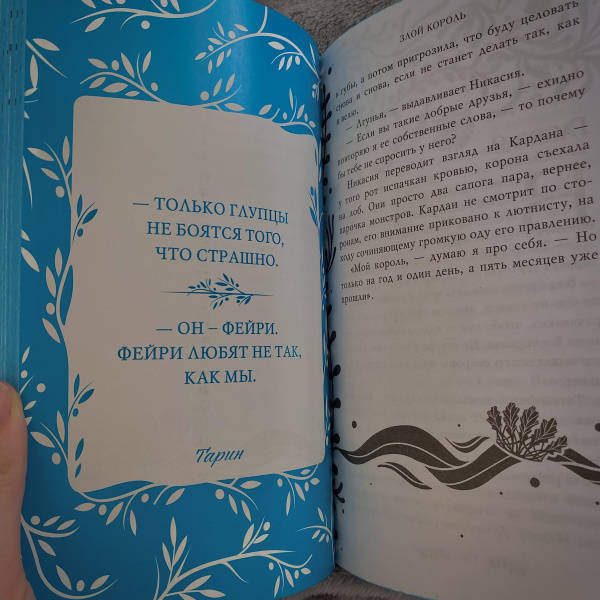 — ТОЛЬКО ГЛУПЦЫ
НЕ БОЯТСЯ ТОГО,
ЧТО СТРАШНО.
— ОН – ФЕЙРИ.
ФЕЙРИ ЛЮБЯТ НЕ ТАК,
КАК МЫ.
Тарин
ЗЛОЙ КОРОЛЬ
в губы, а потом пригрозила, что буду целовать
снова и снова, если не станет делать так, как
я велю.
— Лгунья, — выдавливает Никасия.
— Если вы такие добрые друзья, — ехидно
повторяю я ее собственные слова, — то почему
бы тебе не спросить у него?
Никасия переводит взгляд на Кардана —
у того рот испачкан кровью, корона съехала
на лоб. Они просто два сапога пара, вернее,
парочка монстров. Кардан не смотрит по сто-
ронам, его внимание приковано к лютнисту, на
ходу сочиняющему громкую оду его правлению.
«Мой король, — думаю я про себя. — Но
только на год и один день, а пять месяцев уже
прошли».